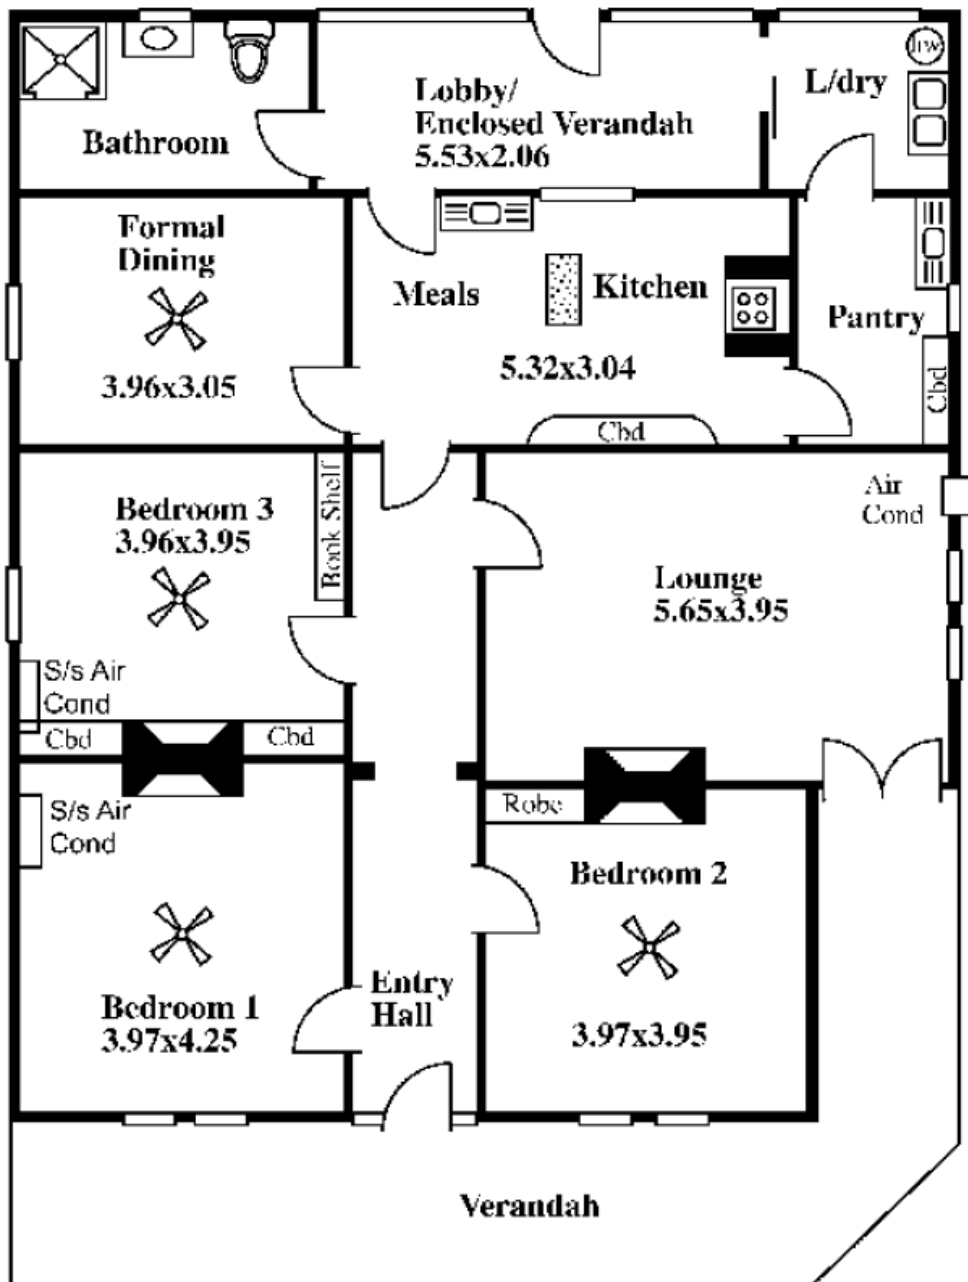 hw
L/dry
Lobby/
Enclosed Verandah
5.53x2.06
Bathroom
Formal
Dining
3.96x3.05
Meals
Kitchen
5.32x3.04
Cbd
Pantry
Cbd
Bedroom 3
3.96x3.95
Book Shelf
S/s Air
Cond
Cbd
Cbd
Air
Cond
Lounge
5.65x3.95
S/s Air
Cond
Bedroom 1
3.97x4.25
Entry
Hall
Robe
Bedroom 2
3.97x3.95
Verandah